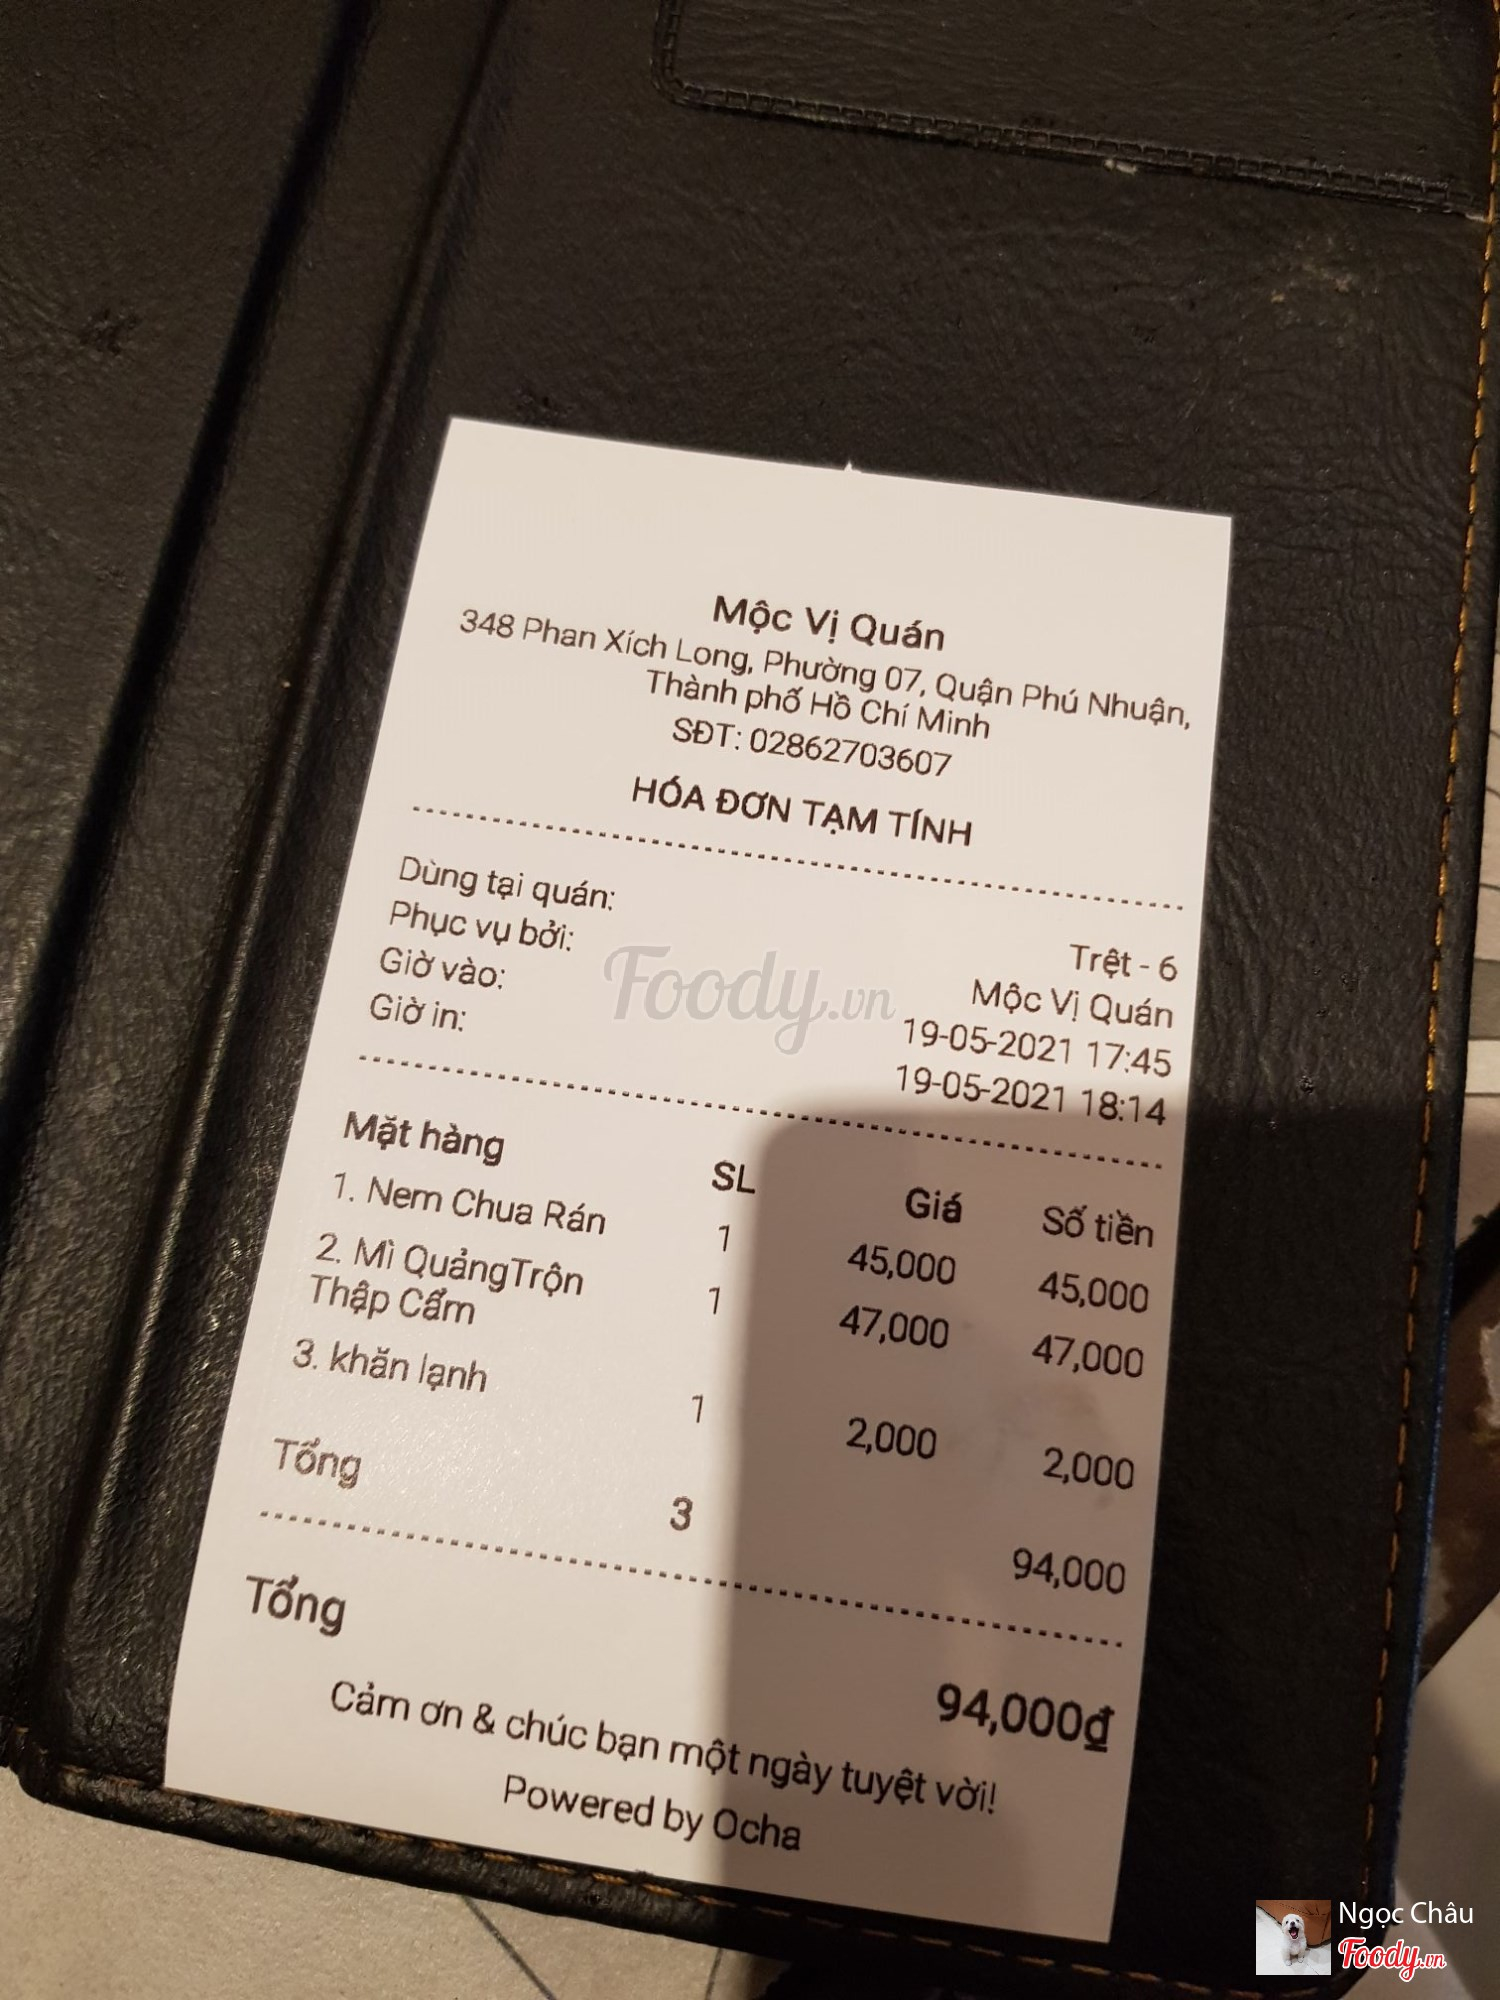 Mộc Vị Quán
348 Phan Xích Long, Phường 07, Quận Phú Nhuận,
Thành phố Hồ Chí Minh
SĐT: 02862703607
HÓA ĐƠN TẠM TÍNH
Dùng tại quán: Trệt - 6
Phục vụ bởi: Mộc Vị Quán
Giờ vào: 19-05-2021 17:45
Giờ in: 19-05-2021 18:14
Foody.vn
Mặt hàng SL Giá Số tiền
1. Nem Chua Rán 1 45,000 45,000
2. Mì QuảngTrộn 1 47,000 47,000
Thập Cẩm
3. khăn lạnh 1 2,000 2,000
Tổng 3 94,000
Tổng 94,000₫
Cảm ơn & chúc bạn một ngày tuyệt vời!
Powered by Ocha
Ngọc Châu
Foody.vn